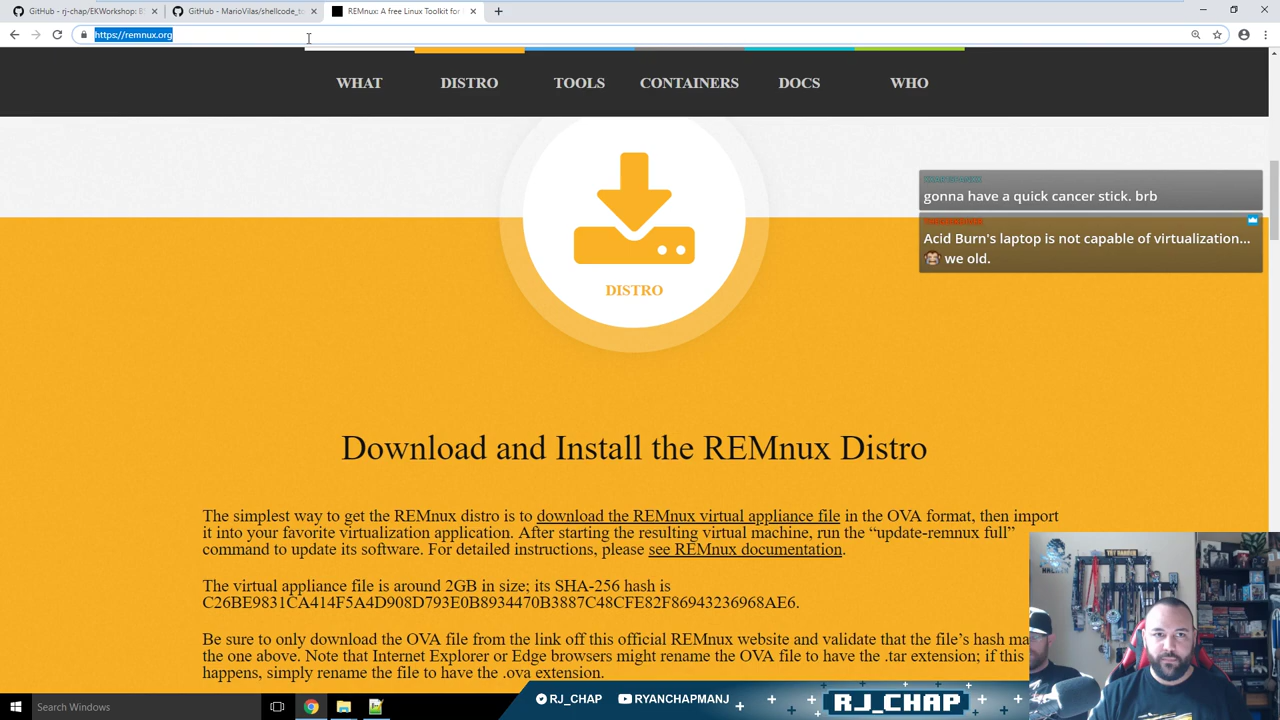 GitHub - rj-chap/EKWorkshop: B
GitHub - MarioVilas/shellcode_to
REMnux: A free Linux Toolkit for
https://remnux.org
WHAT
DISTRO
TOOLS
CONTAINERS
DOCS
WHO
gonna have a quick cancer stick. brb
Acid Burn's laptop is not capable of virtualization...
we old.
DISTRO
Download and Install the REMnux Distro
The simplest way to get the REMnux distro is to download the REMnux virtual appliance file in the OVA format, then import
it into your favorite virtualization application. After starting the resulting virtual machine, run the “update-remnux full”
command to update its software. For detailed instructions, please see REMnux documentation.
The virtual appliance file is around 2GB in size; its SHA-256 hash is
C26BE9831CA414F5A4D908D793E0B8934470B3887C48CFE82F86943236968AE6.
Be sure to only download the OVA file from the link off this official REMnux website and validate that the file’s hash ma
the one above. Note that Internet Explorer or Edge browsers might rename the OVA file to have the .tar extension; if this
happens, simply rename the file to have the .ova extension.
Search Windows
RJ_CHAP
RYANCHAPMANJ
RJ_CHAP